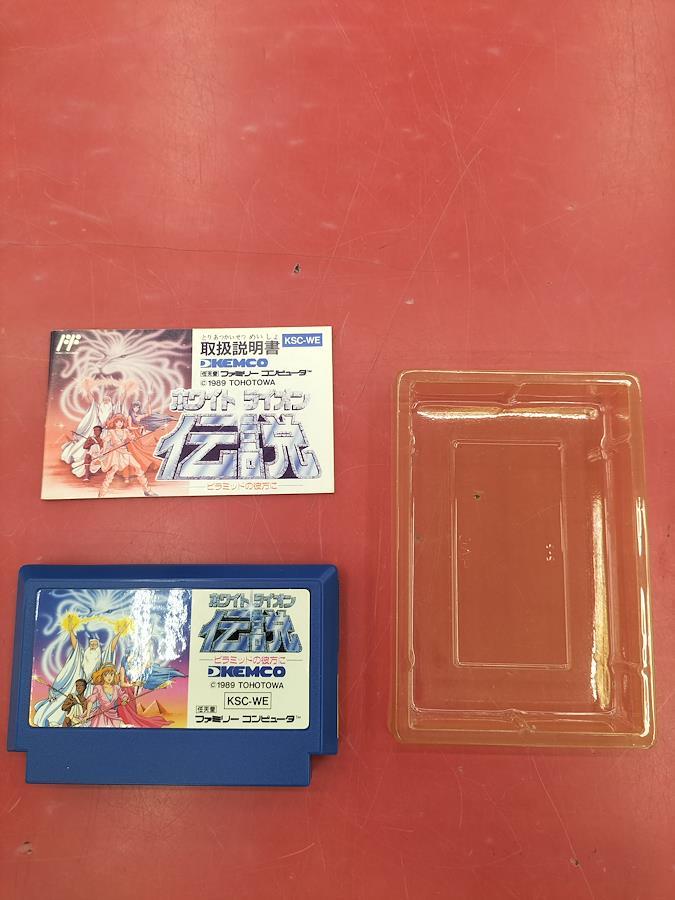 とりあつかいせつめいしょ
取扱説明書
KSC-WE
KEMCO
任天堂 ファミリー コンピュータ™
© 1989 TOHOTOWA
ホワイト ライオン
伝説
ピラミッドの彼方に
ホワイト ライオン
伝説
ピラミッドの彼方に
KEMCO
© 1989 TOHOTOWA
KSC-WE
任天堂 ファミリー コンピュータ™